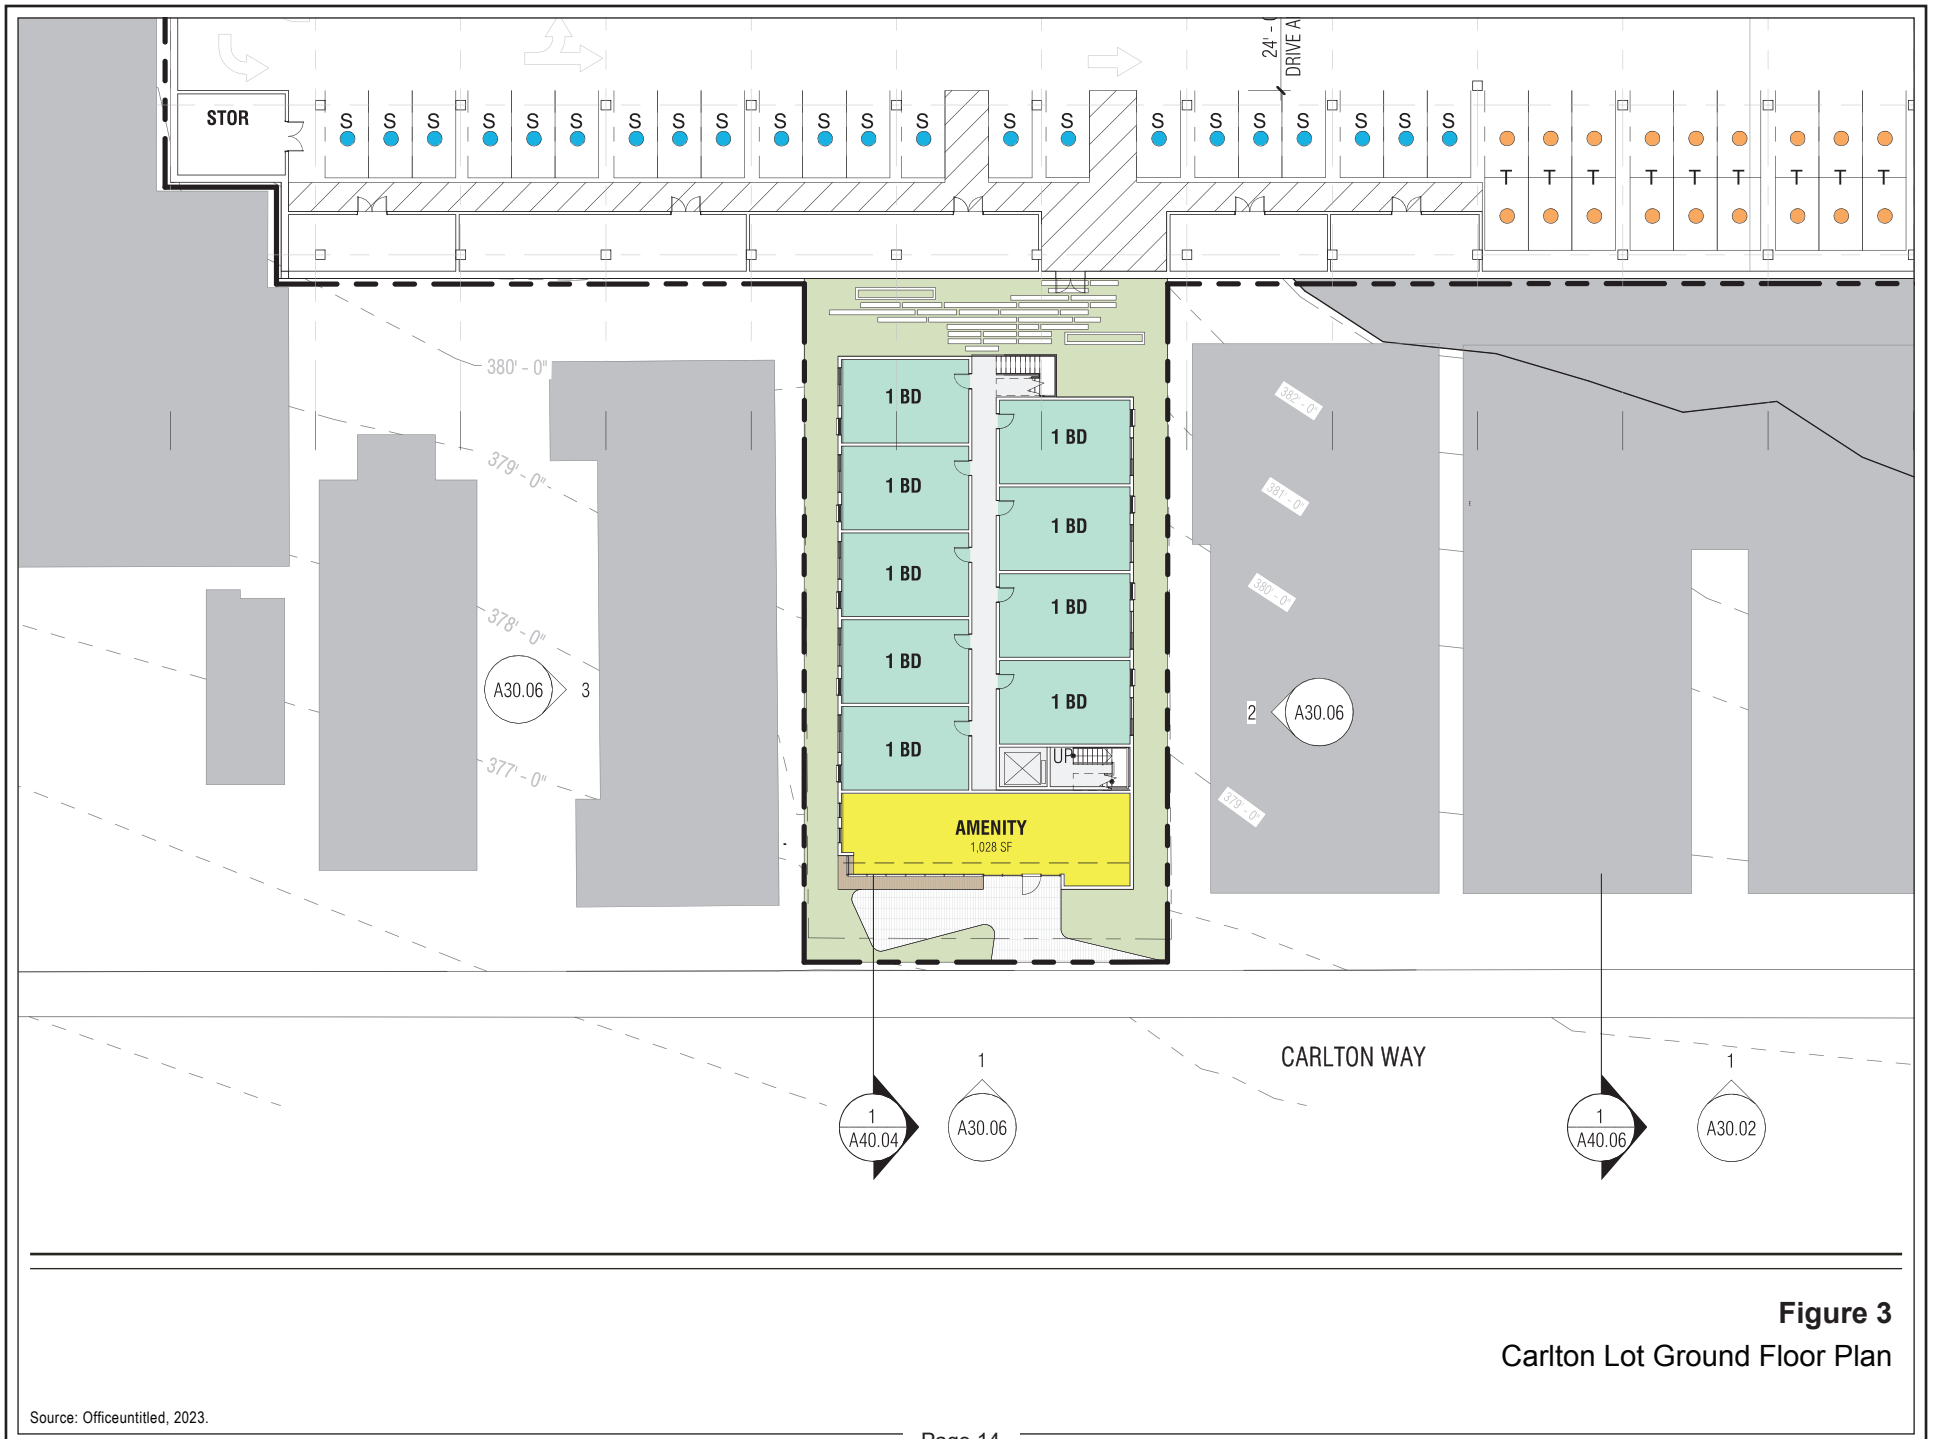 24' - 0
DRIVE A
STOR
S S S S S S S S S S S S S S S S S S S S S S S
T T T T T T T T T
380' - 0"
379' - 0"
378' - 0"
377' - 0"
382' - 0"
381' - 0"
380' - 0"
379' - 0"
1 BD
1 BD
1 BD
1 BD
1 BD
1 BD
1 BD
1 BD
1 BD
UP
AMENITY
1,028 SF
A30.06 3
2 A30.06
CARLTON WAY
1
A40.04
1
A30.06
1
A40.06
1
A30.02
Figure 3
Carlton Lot Ground Floor Plan
Source: Officeuntitled, 2023.
Page 14